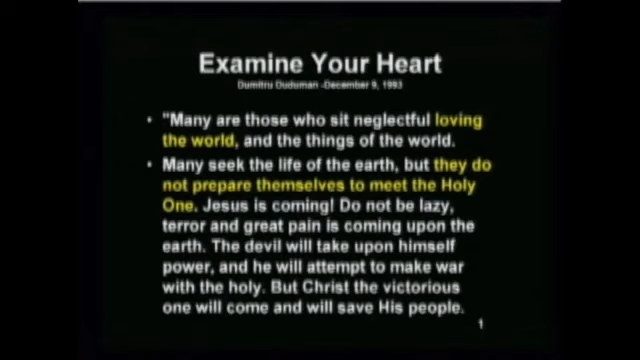 Examine Your Heart
Dumitru Duduman -December 9, 1993
• "Many are those who sit neglectful loving
the world, and the things of the world.
• Many seek the life of the earth, but they do
not prepare themselves to meet the Holy
One. Jesus is coming! Do not be lazy,
terror and great pain is coming upon the
earth. The devil will take upon himself
power, and he will attempt to make war
with the holy. But Christ the victorious
one will come and will save His people.
1